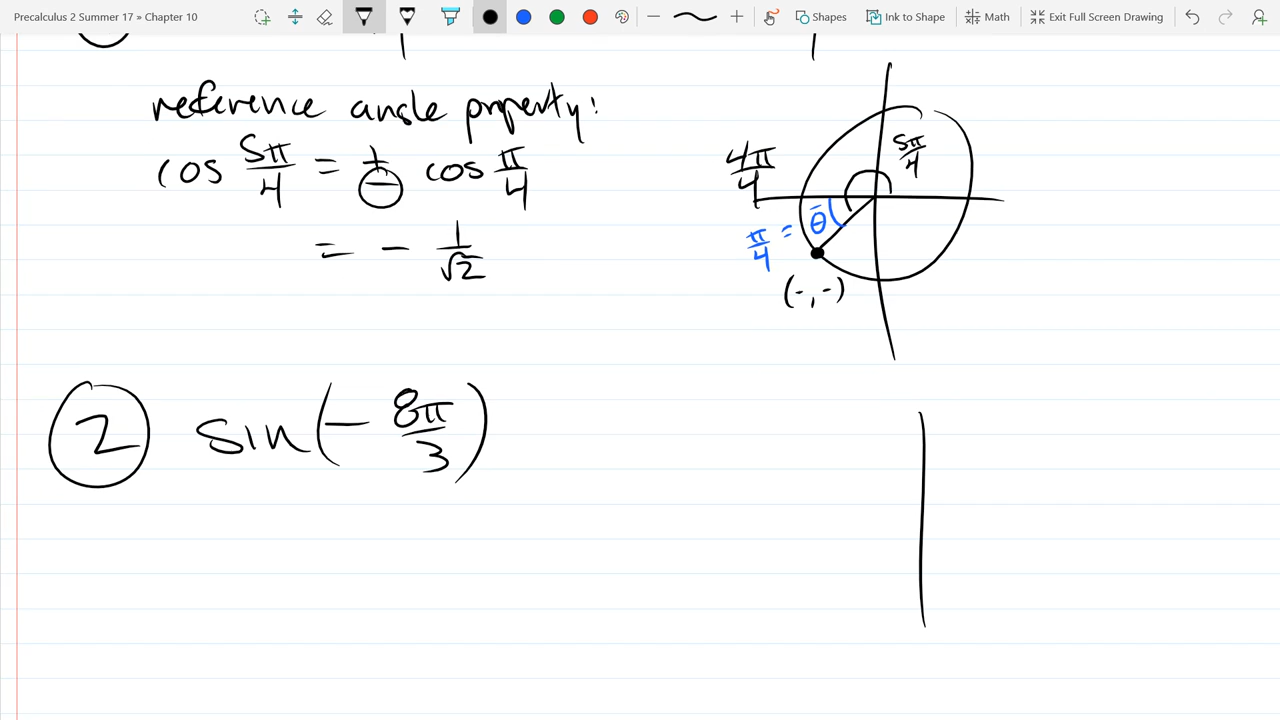 Precalculus 2 Summer 17 » Chapter 10
Shapes
Ink to Shape
Math
Exit Full Screen Drawing
reference angle property:
cos 5π/4 = +/- cos π/4
= - 1/√2
4π/4
5π/4
π/4 = θ̄
(-,-)
2 sin(- 8π/3)